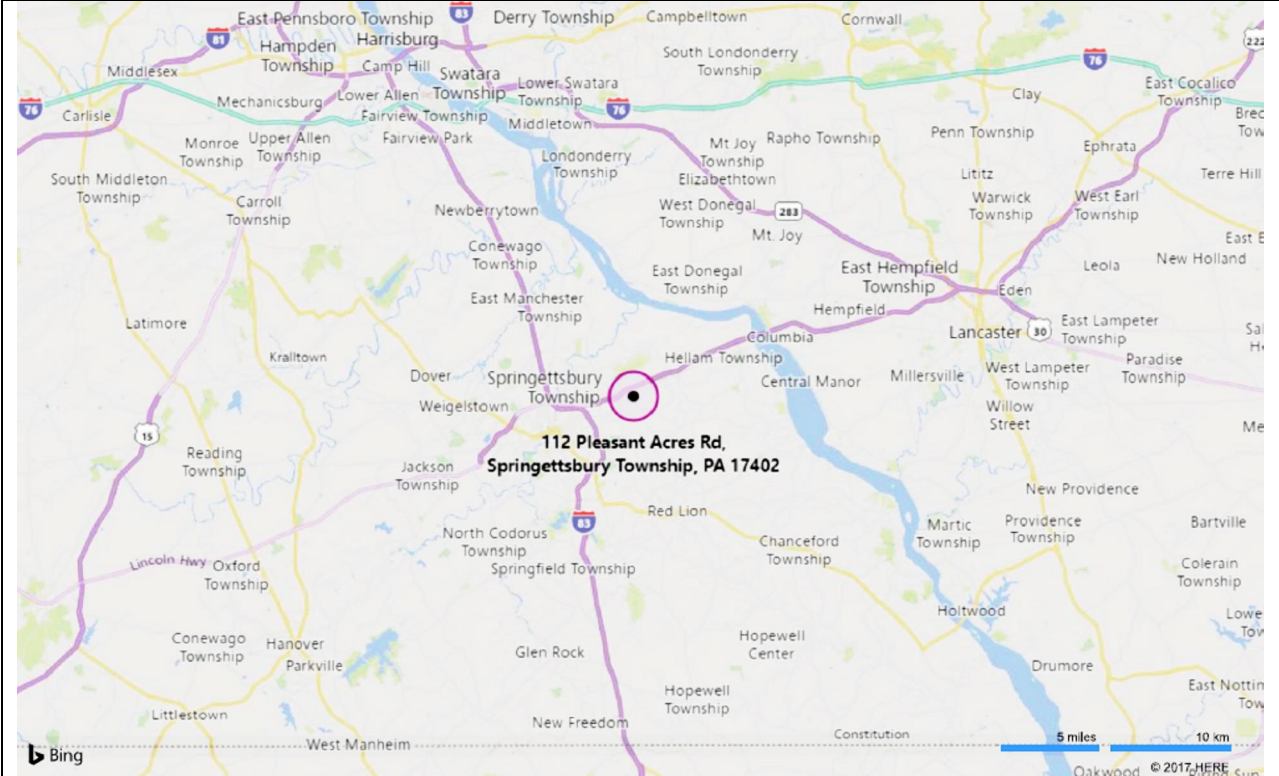 East Pennsboro Township
83
Derry Township
Campbelltown
Cornwall
81
Hampden
Township
Harrisburg
South Londonderry
Township
222
Middlesex
Camp Hill
Swatara
Township
Lower Swatara
Township
76
East Cocalico
Township
76
Carlisle
Mechanicsburg
Lower Allen
Fairview Township
76
Clay
Middletown
Monroe
Township
Upper Allen
Township
Fairview Park
Mt Joy
Township
Rapho Township
Penn Township
Ephrata
Londonderry
Township
Elizabethtown
Lititz
Terre Hill
South Middleton
Township
Carroll
Township
Newberrytown
West Donegal
Township
283
Warwick
Township
West Earl
Township
Mt. Joy
Conewago
Township
East Donegal
Township
East Hempfield
Township
Leola
New Holland
East Manchester
Township
Hempfield
Eden
Latimore
Columbia
Lancaster
30
East Lampeter
Township
Kralltown
Hellam Township
Dover
Springettsbury
Township
Central Manor
Millersville
West Lampeter
Township
Paradise
Township
Weigelstown
Willow
Street
15
112 Pleasant Acres Rd,
Springettsbury Township, PA 17402
Reading
Township
Jackson
Township
New Providence
Red Lion
83
North Codorus
Township
Chanceford
Township
Martic
Township
Providence
Township
Bartville
Lincoln Hwy
Oxford
Township
Springfield Township
Colerain
Township
Holtwood
Conewago
Township
Hanover
Parkville
Glen Rock
Hopewell
Center
Drumore
Hopewell
Township
Littlestown
New Freedom
West Manheim
Constitution
5 miles
10 km
Bing
© 2017 HERE
Oakwood